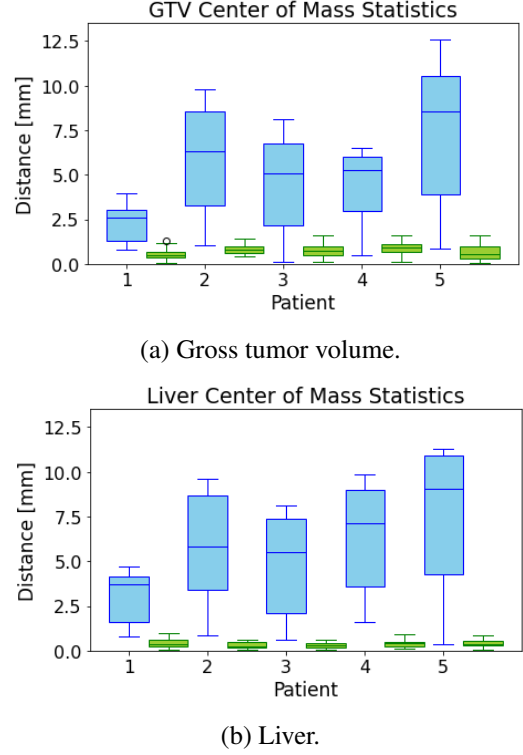 GTV Center of Mass Statistics
Distance [mm]
12.5
10.0
7.5
5.0
2.5
0.0
1 2 3 4 5
Patient
(a) Gross tumor volume.
Liver Center of Mass Statistics
Distance [mm]
12.5
10.0
7.5
5.0
2.5
0.0
1 2 3 4 5
Patient
(b) Liver.